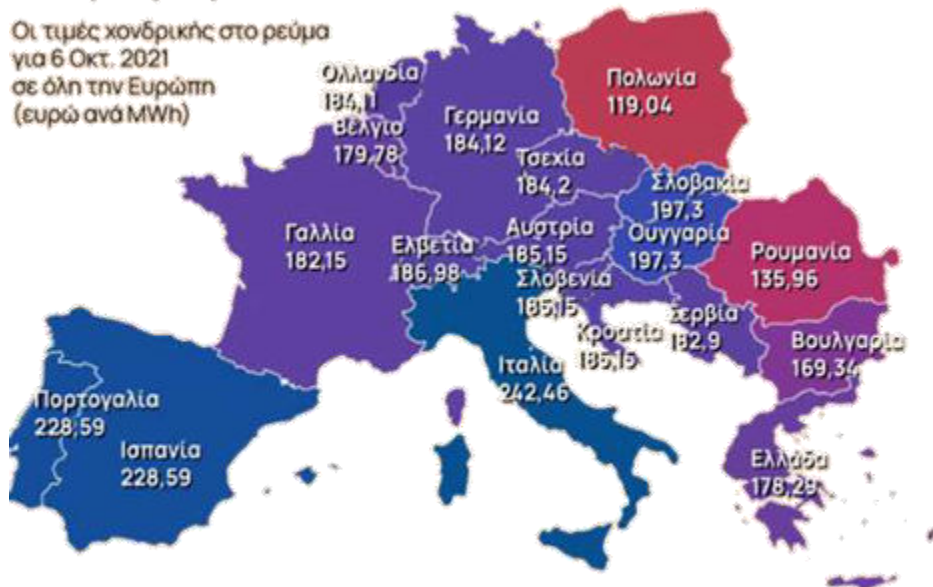 Οι τιμές χονδρικής στο ρεύμα
για 6 Οκτ. 2021
σε όλη την Ευρώπη
(ευρώ ανά MWh)
Ολλανδία
184,11
Βέλγιο
179,78
Γερμανία
184,12
Πολωνία
119,04
Τσεχία
184,2
Σλοβακία
197,3
Γαλλία
182,15
Ελβετία
186,98
Αυστρία
185,15
Ουγγαρία
197,3
Ρουμανία
135,96
Σλοβενία
185,15
Κροατία
185,15
Σερβία
182,9
Βουλγαρία
169,34
Ιταλία
242,46
Πορτογαλία
228,59
Ισπανία
228,59
Ελλάδα
178,29